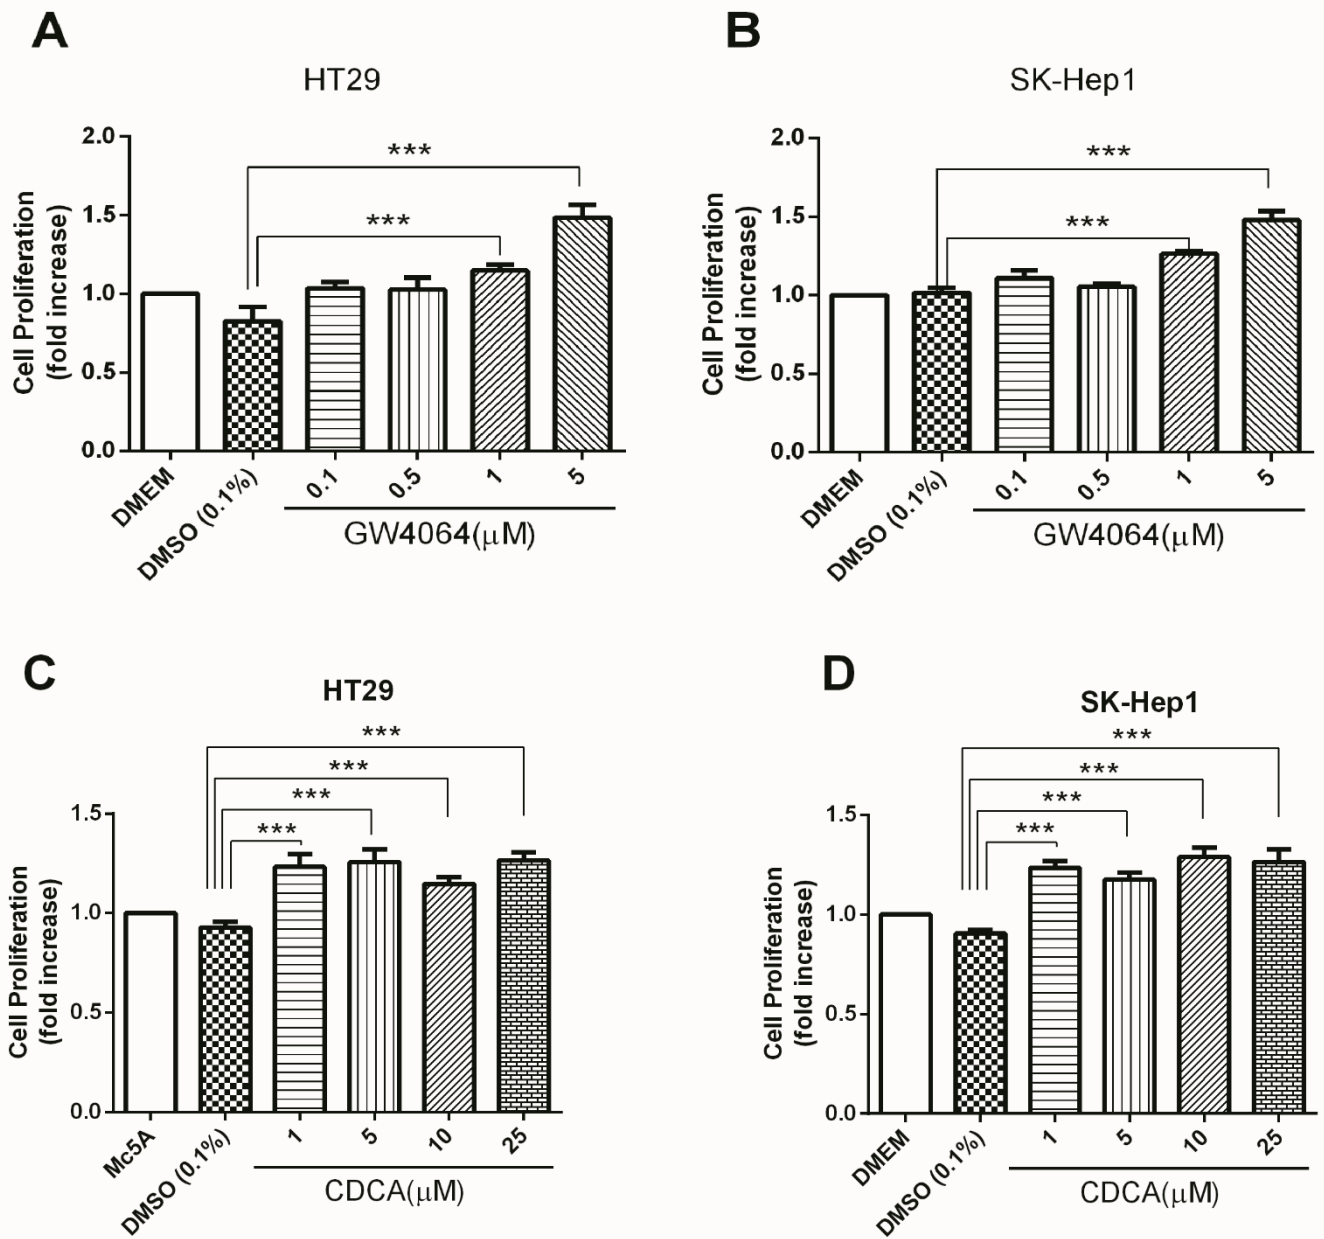 A
HT29
Cell Proliferation
(fold increase)
2.0
1.5
1.0
0.5
0.0
***
***
DMEM
DMSO (0.1%)
0.1
0.5
1
5
GW4064(μM)
B
SK-Hep1
Cell Proliferation
(fold increase)
2.0
1.5
1.0
0.5
0.0
***
***
DMEM
DMSO (0.1%)
0.1
0.5
1
5
GW4064(μM)
C
HT29
Cell Proliferation
(fold increase)
1.5
1.0
0.5
0.0
***
***
***
***
Mc5A
DMSO (0.1%)
1
5
10
25
CDCA(μM)
D
SK-Hep1
Cell Proliferation
(fold increase)
1.5
1.0
0.5
0.0
***
***
***
***
DMEM
DMSO (0.1%)
1
5
10
25
CDCA(μM)